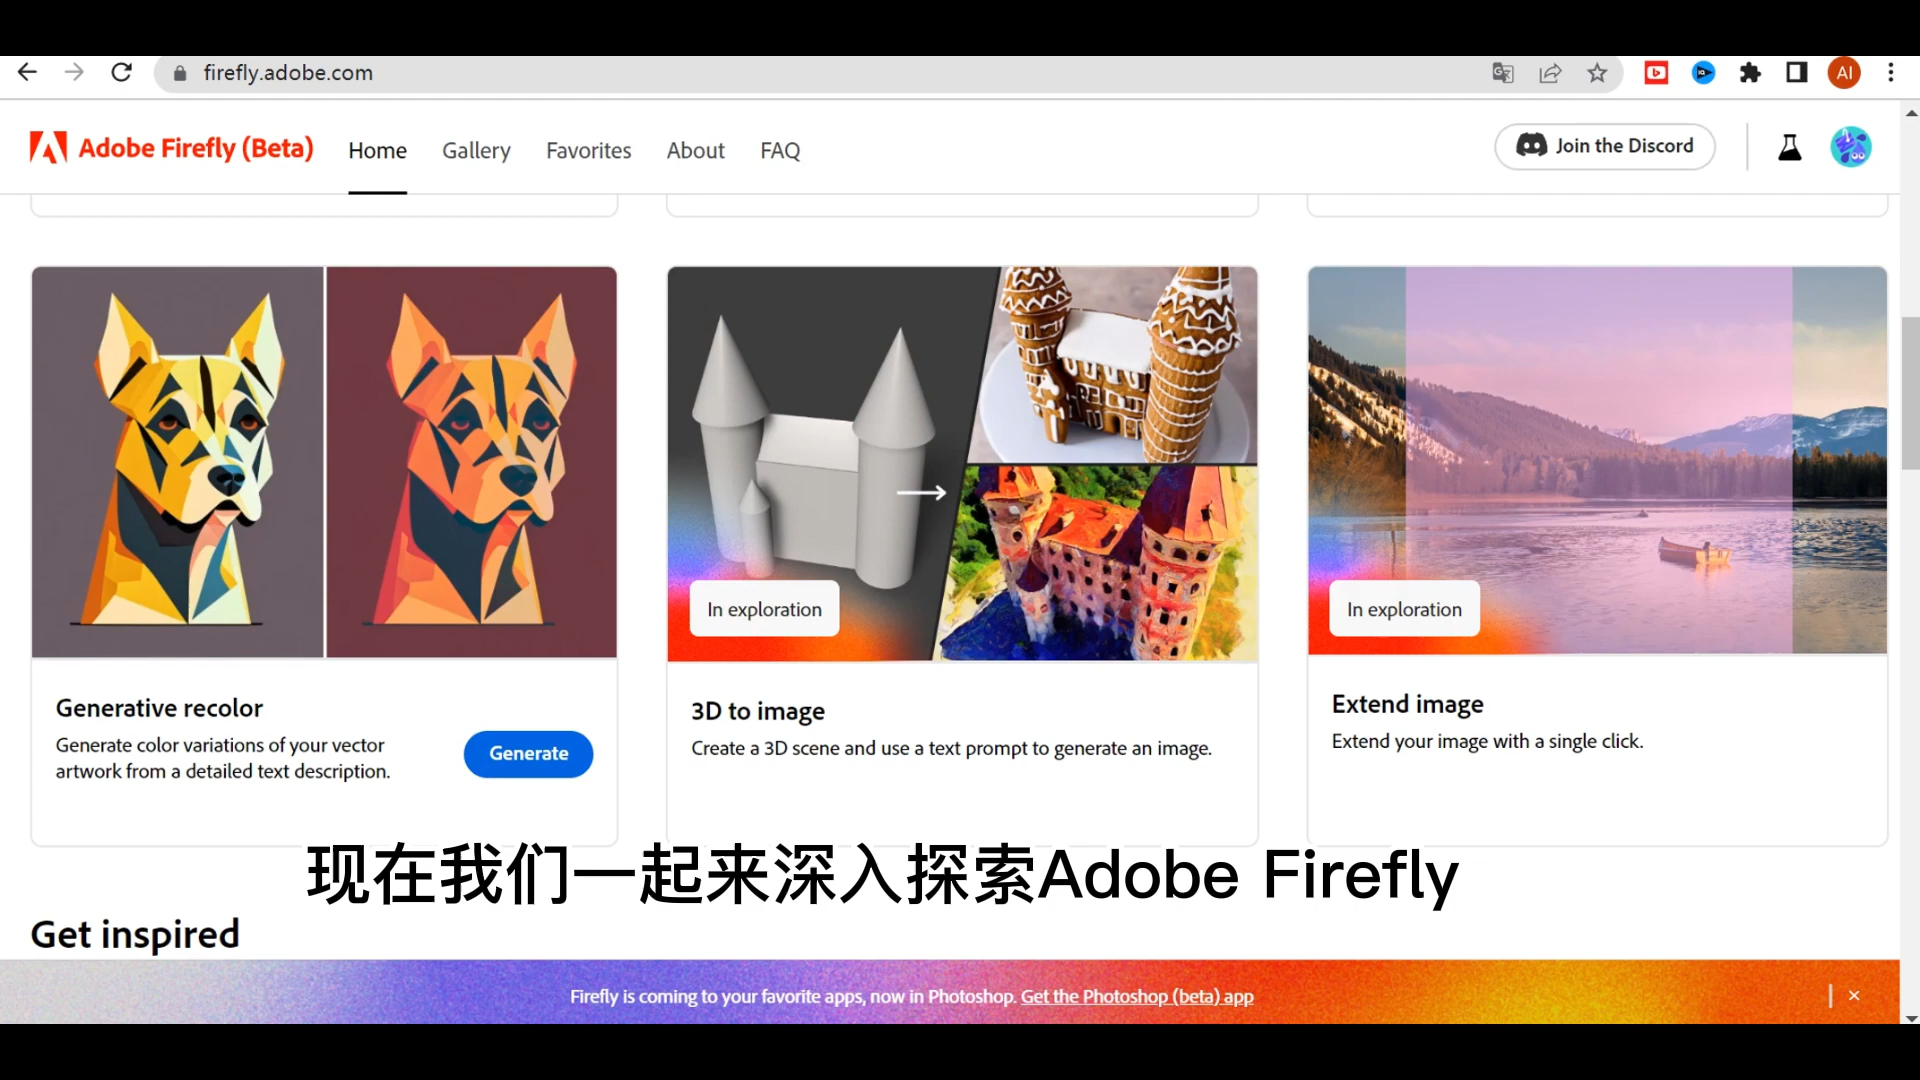 firefly.adobe.com
AI
Adobe Firefly (Beta)
Home
Gallery
Favorites
About
FAQ
Join the Discord
In exploration
In exploration
Generative recolor
Generate color variations of your vector
artwork from a detailed text description.
Generate
3D to image
Create a 3D scene and use a text prompt to generate an image.
Extend image
Extend your image with a single click.
现在我们一起来深入探索Adobe Firefly
Get inspired
Firefly is coming to your favorite apps, now in Photoshop. Get the Photoshop (beta) app